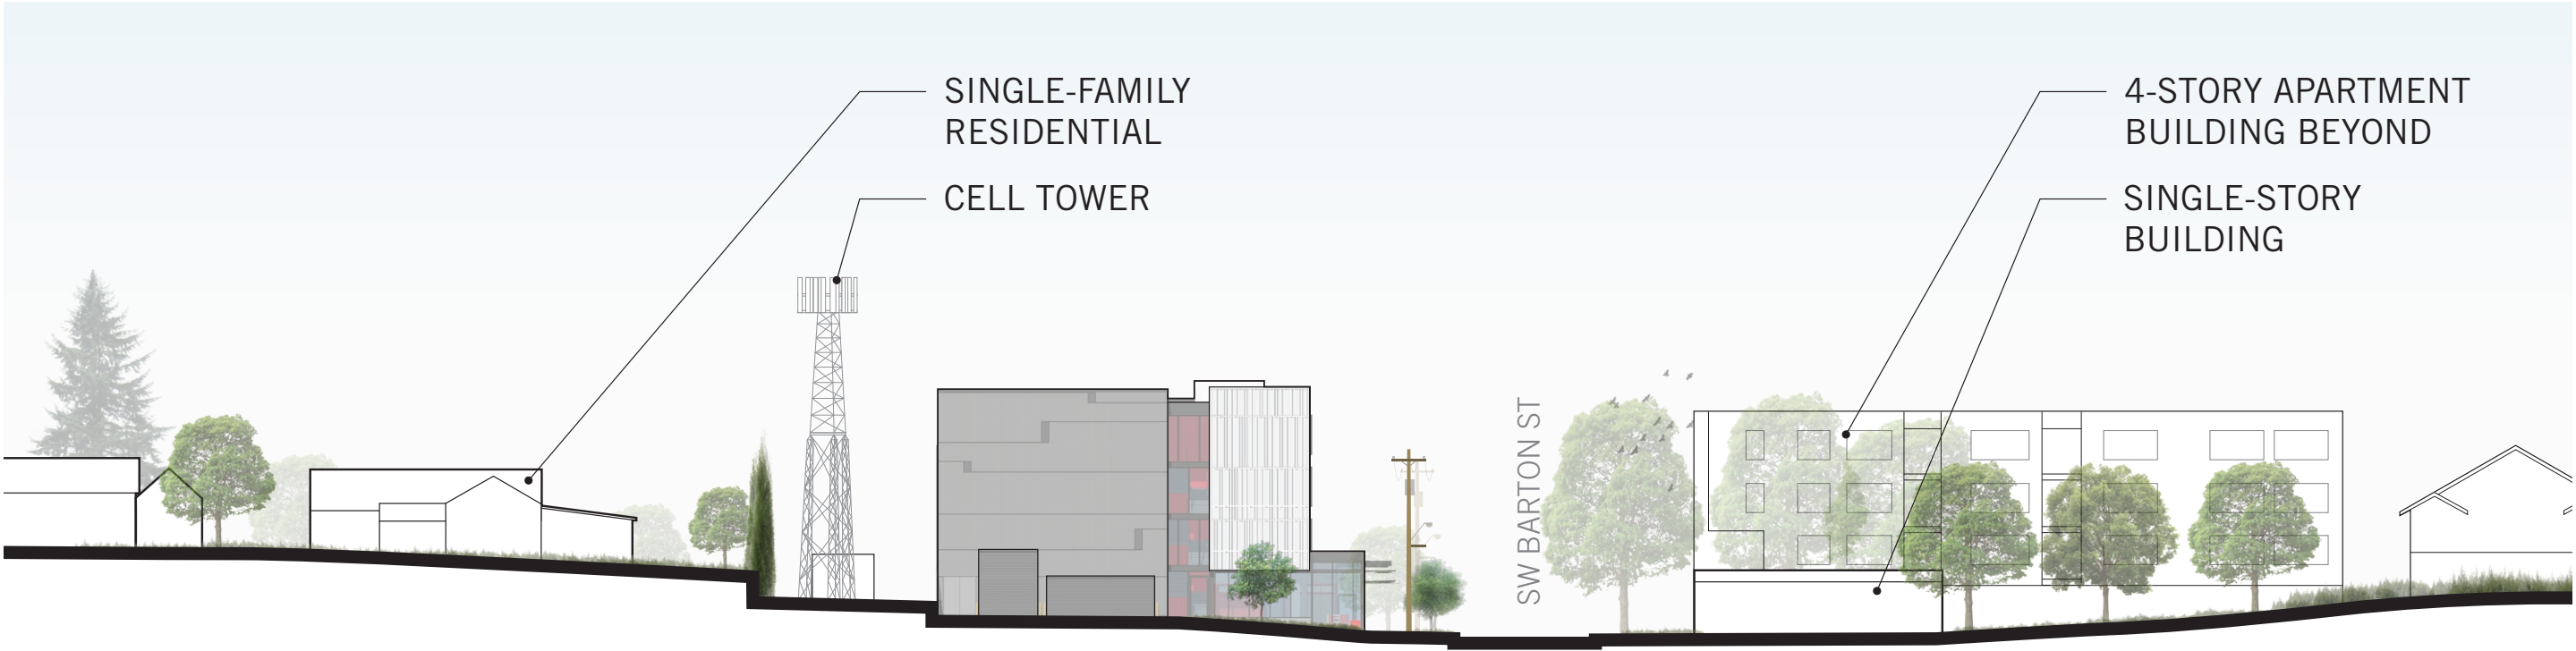 SINGLE-FAMILY
RESIDENTIAL
CELL TOWER
SW BARTON ST
4-STORY APARTMENT
BUILDING BEYOND
SINGLE-STORY
BUILDING